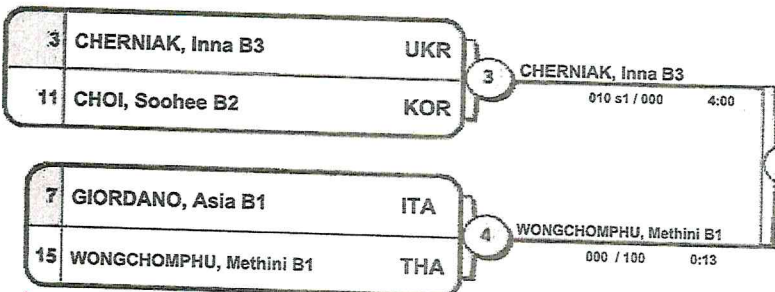 3 CHERNIAK, Inna B3 UKR
11 CHOI, Soohee B2 KOR
3 CHERNIAK, Inna B3
010 s1 / 000 4:00
7 GIORDANO, Asia B1 ITA
15 WONGCHOMPHU, Methini B1 THA
4 WONGCHOMPHU, Methini B1
000 / 100 0:13